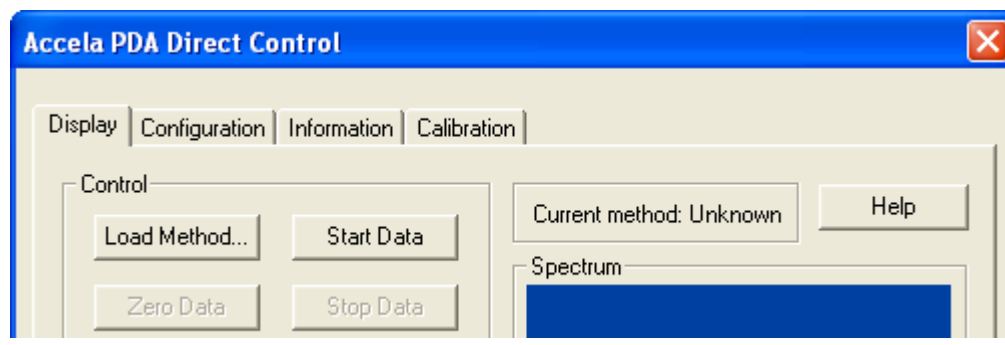 Accela PDA Direct Control
Display Configuration Information Calibration
Control
Load Method... Start Data
Zero Data Stop Data
Current method: Unknown
Help
Spectrum